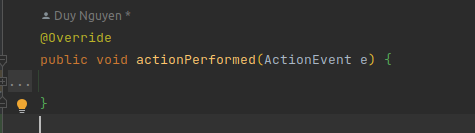 Duy Nguyen *
@Override
public void actionPerformed(ActionEvent e) {
...
}